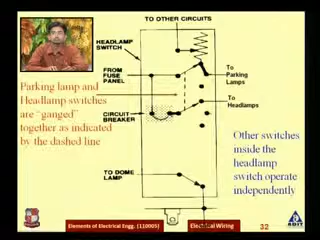 TO OTHER CIRCUITS
HEADLAMP
SWITCH
FROM
FUSE
PANEL
To
Parking
Lamps
To
Headlamps
CIRCUIT
BREAKER
TO DOME
LAMP
Parking lamp and
Headlamp switches
are "ganged"
together as indicated
by the dashed line
Other switches
inside the
headlamp
switch operate
independently
Elements of Electrical Engg. (110005)
Electrical Wiring
32
ADIT